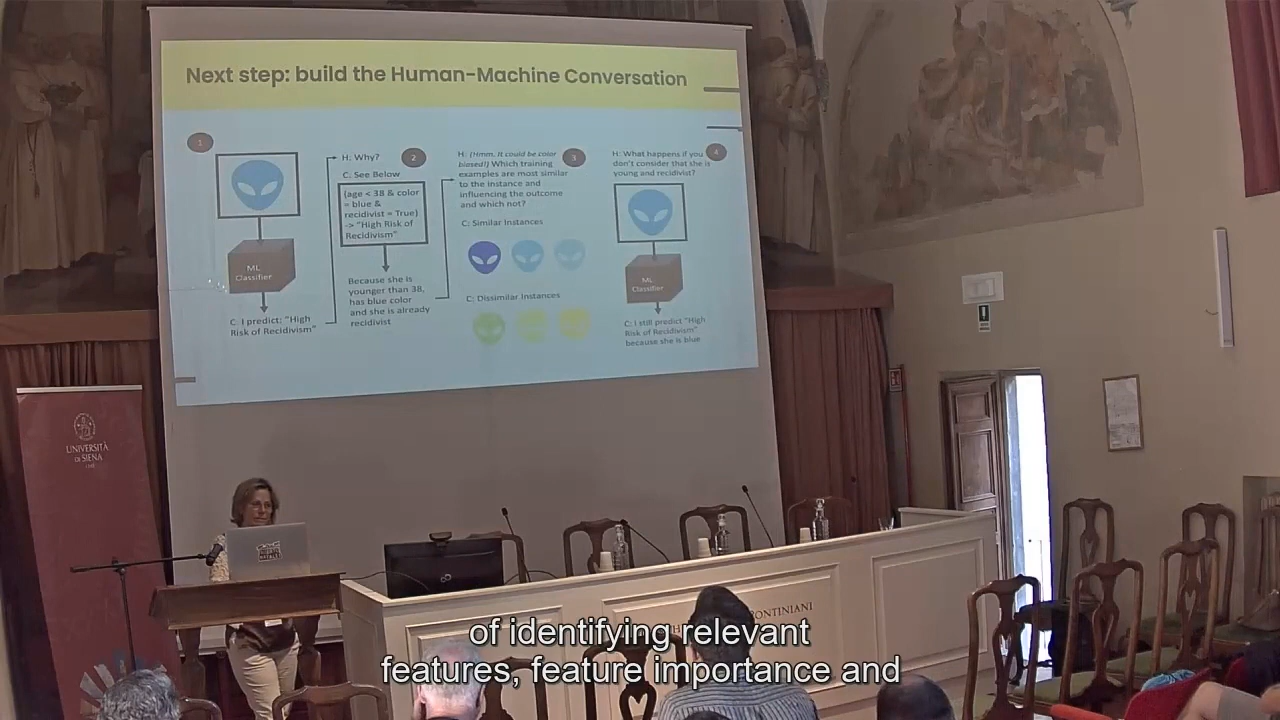 Next step: build the Human-Machine Conversation
1
ML
Classifier
C: I predict: "High
Risk of Recidivism"
H: Why?
2
C: See Below
(age < 38 & color
= blue &
recidivist = True)
-> "High Risk of
Recidivism"
Because she is
younger than 38,
has blue color
and she is already
recidivist
H: (Hmm. It could be color
biased!) Which training
3
examples are most similar
to the instance and
influencing the outcome
and which not?
C: Similar Instances
C: Dissimilar Instances
H: What happens if you
4
don't consider that she is
young and recidivist?
ML
Classifier
C: I still predict "High
Risk of Recidivism"
because she is blue
UNIVERSITÀ
DI SIENA
PONTINIANI
of identifying relevant
features, feature importance and